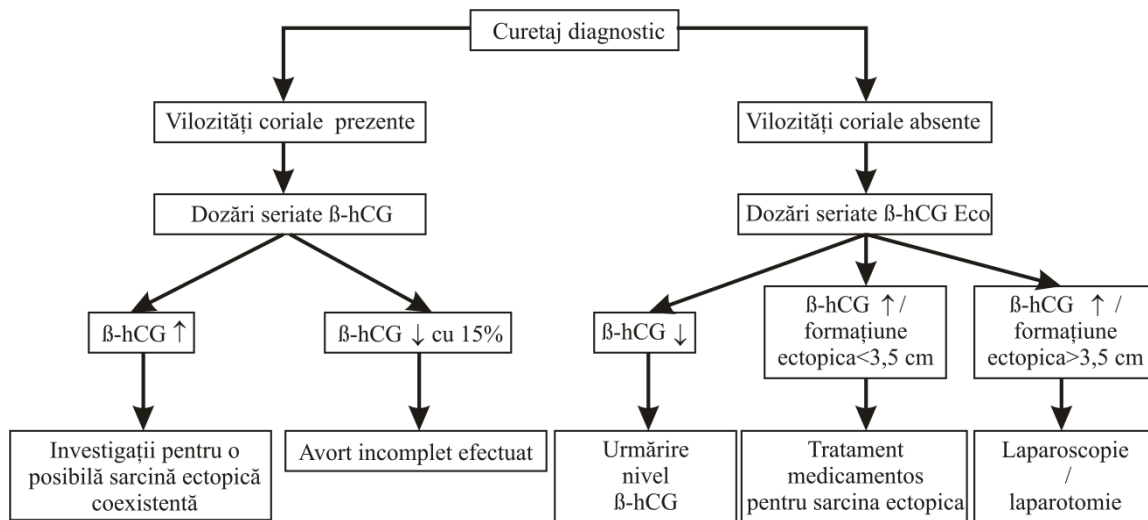 Curetaj diagnostic
Vilozități coriale prezente
Vilozități coriale absente
Dozări seriate ß-hCG
Dozări seriate ß-hCG Eco
ß-hCG ↑
ß-hCG ↓ cu 15%
ß-hCG ↓
ß-hCG ↑ /
formațiune
ectopica<3,5 cm
ß-hCG ↑ /
formațiune
ectopica>3,5 cm
Investigații pentru o
posibilă sarcină ectopică
coexistentă
Avort incomplet efectuat
Urmărire
nivel
ß-hCG
Tratament
medicamentos
pentru sarcina ectopica
Laparoscopie
/
laparotomie